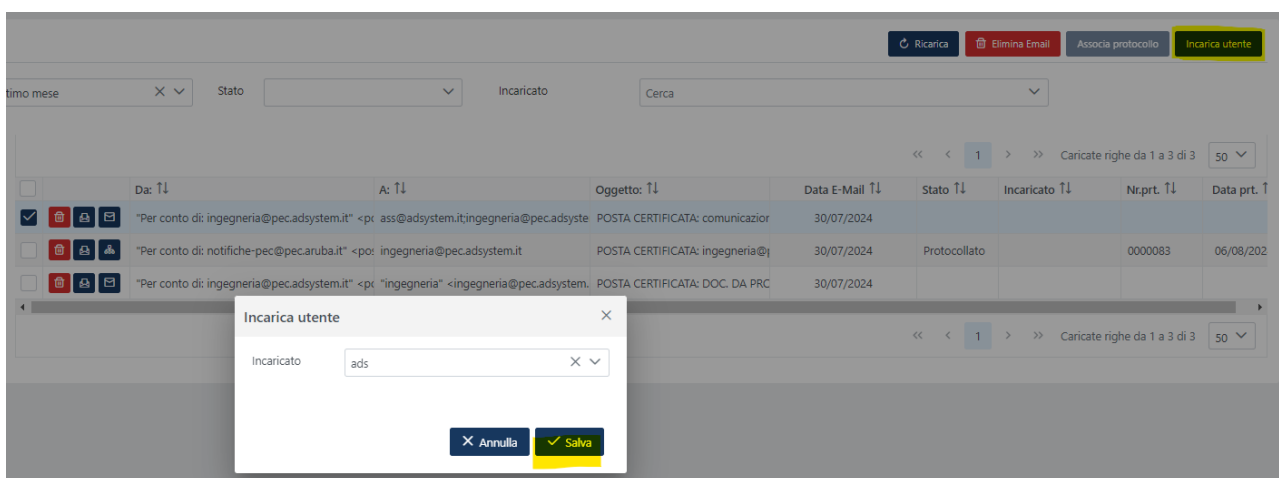 Ricarica Elimina Email Associa protocollo Incarica utente
timo mese Stato Incaricato Cerca
<< < 1 > >> Caricate righe da 1 a 3 di 3 50
Da: A: Oggetto: Data E-Mail Stato Incaricato Nr.prt. Data prt.
"Per conto di: ingegneria@pec.adsystem.it" <pc ass@adsystem.it;ingegneria@pec.adsyste POSTA CERTIFICATA: comunicazior 30/07/2024
"Per conto di: notifiche-pec@pec.aruba.it" <pos ingegneria@pec.adsystem.it POSTA CERTIFICATA: ingegneria@p 30/07/2024 Protocollato 0000083 06/08/202
"Per conto di: ingegneria@pec.adsystem.it" <pc "ingegneria" <ingegneria@pec.adsystem. POSTA CERTIFICATA: DOC. DA PRC 30/07/2024
Incarica utente
<< < 1 > >> Caricate righe da 1 a 3 di 3 50
Incaricato ads
Annulla Salva